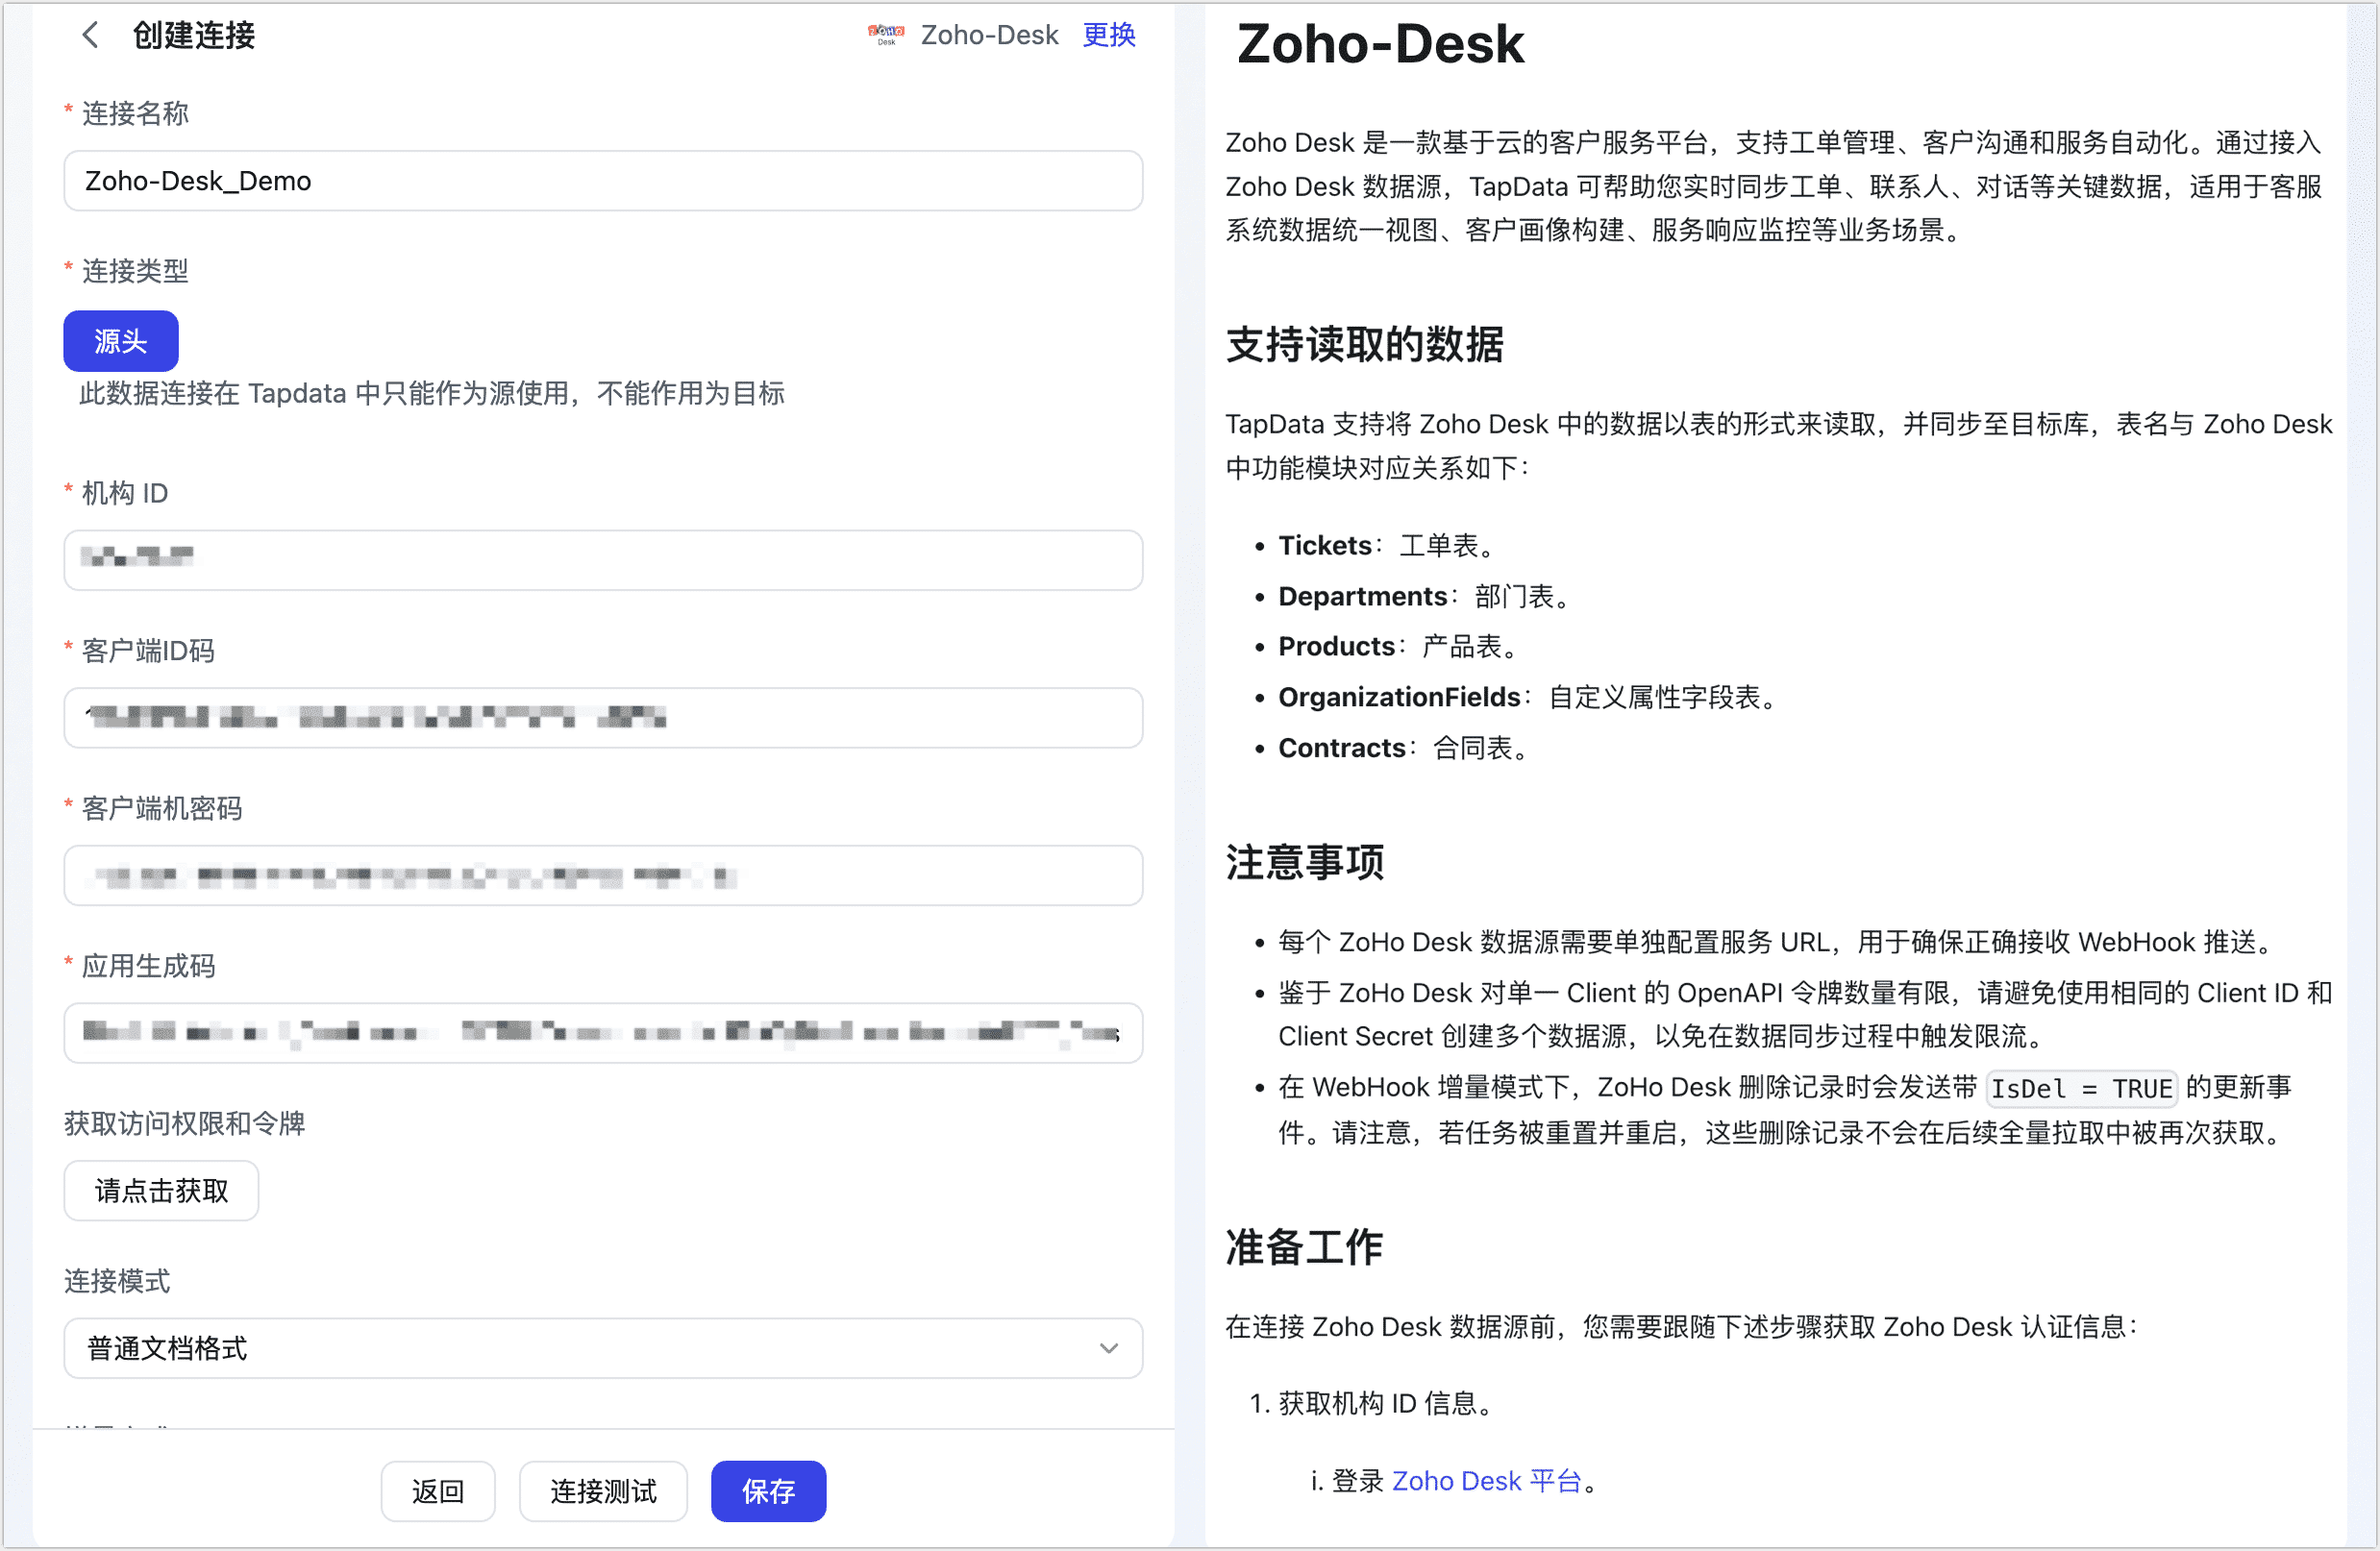 创建连接
ZOHO Desk
Zoho-Desk
更换
* 连接名称
Zoho-Desk_Demo
* 连接类型
源头
此数据连接在 Tapdata 中只能作为源使用，不能作用为目标
* 机构 ID
* 客户端ID码
* 客户端机密码
* 应用生成码
获取访问权限和令牌
请点击获取
连接模式
普通文档格式
返回
连接测试
保存
Zoho-Desk
Zoho Desk 是一款基于云的客户服务平台，支持工单管理、客户沟通和服务自动化。通过接入
Zoho Desk 数据源，TapData 可帮助您实时同步工单、联系人、对话等关键数据，适用于客服
系统数据统一视图、客户画像构建、服务响应监控等业务场景。
支持读取的数据
TapData 支持将 Zoho Desk 中的数据以表的形式来读取，并同步至目标库，表名与 Zoho Desk
中功能模块对应关系如下：
• Tickets：工单表。
• Departments：部门表。
• Products：产品表。
• OrganizationFields：自定义属性字段表。
• Contracts：合同表。
注意事项
• 每个 ZoHo Desk 数据源需要单独配置服务 URL，用于确保正确接收 WebHook 推送。
• 鉴于 ZoHo Desk 对单一 Client 的 OpenAPI 令牌数量有限，请避免使用相同的 Client ID 和
Client Secret 创建多个数据源，以免在数据同步过程中触发限流。
• 在 WebHook 增量模式下，ZoHo Desk 删除记录时会发送带 IsDel = TRUE 的更新事
件。请注意，若任务被重置并重启，这些删除记录不会在后续全量拉取中被再次获取。
准备工作
在连接 Zoho Desk 数据源前，您需要跟随下述步骤获取 Zoho Desk 认证信息：
1. 获取机构 ID 信息。
i. 登录 Zoho Desk 平台。